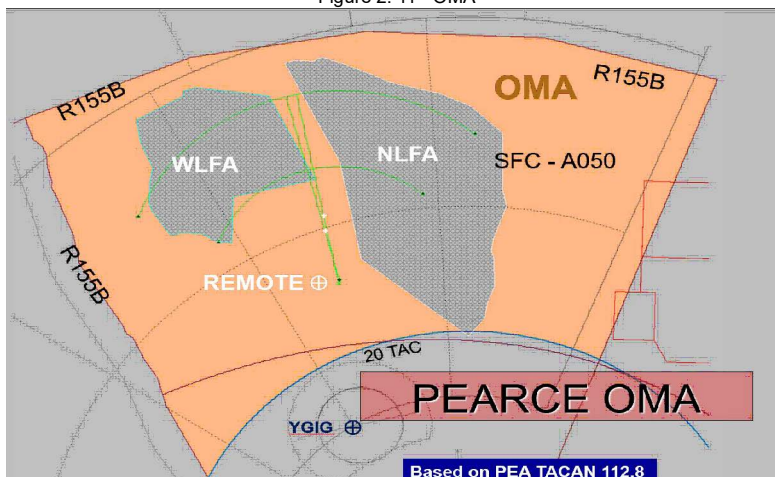 Figure 2. 11 - OMA
OMA
R155B
R155B
WLFA
NLFA
SFC - A050
R155B
REMOTE
20 TAC
PEARCE OMA
YGIG
Based on PEA TACAN 112.8